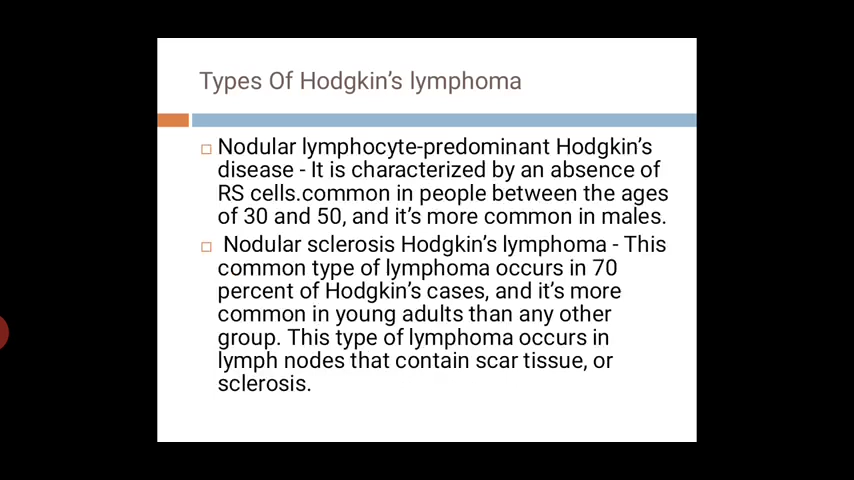 Types Of Hodgkin's lymphoma
Nodular lymphocyte-predominant Hodgkin's
disease - It is characterized by an absence of
RS cells.common in people between the ages
of 30 and 50, and it's more common in males.
Nodular sclerosis Hodgkin's lymphoma - This
common type of lymphoma occurs in 70
percent of Hodgkin's cases, and it's more
common in young adults than any other
group. This type of lymphoma occurs in
lymph nodes that contain scar tissue, or
sclerosis.